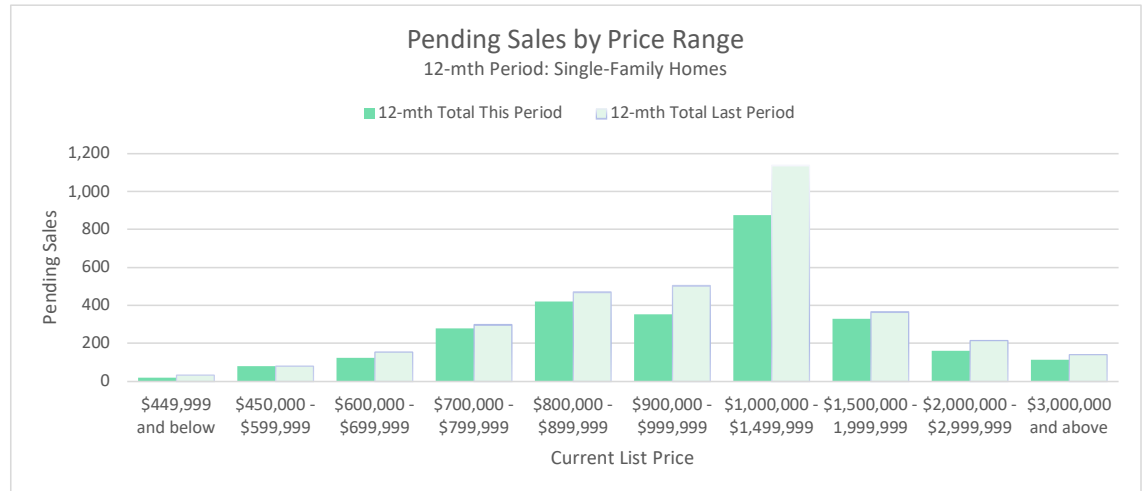 Pending Sales by Price Range
12-mth Period: Single-Family Homes
12-mth Total This Period 12-mth Total Last Period
1,200
1,000
800
600
400
200
0
Pending Sales
$449,999 $450,000 - $600,000 - $700,000 - $800,000 - $900,000 - $1,000,000 - $1,500,000 - $2,000,000 - $3,000,000
and below $599,999 $699,999 $799,999 $899,999 $999,999 $1,499,999 1,999,999 $2,999,999 and above
Current List Price